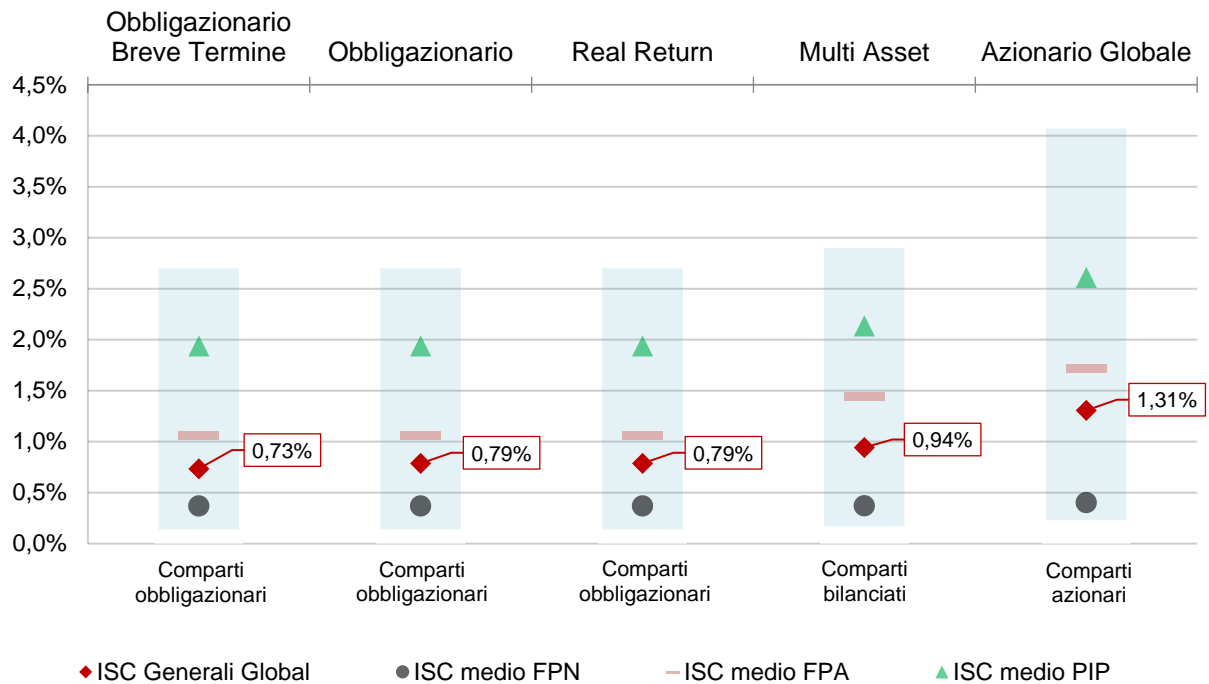 Obbligazionario
Breve Termine
Obbligazionario
Real Return
Multi Asset
Azionario Globale
4,5%
4,0%
3,5%
3,0%
2,5%
2,0%
1,5%
1,0%
0,5%
0,0%
0,73%
0,79%
0,79%
0,94%
1,31%
Comparti
obbligazionari
Comparti
obbligazionari
Comparti
obbligazionari
Comparti
bilanciati
Comparti
azionari
ISC Generali Global
ISC medio FPN
ISC medio FPA
ISC medio PIP